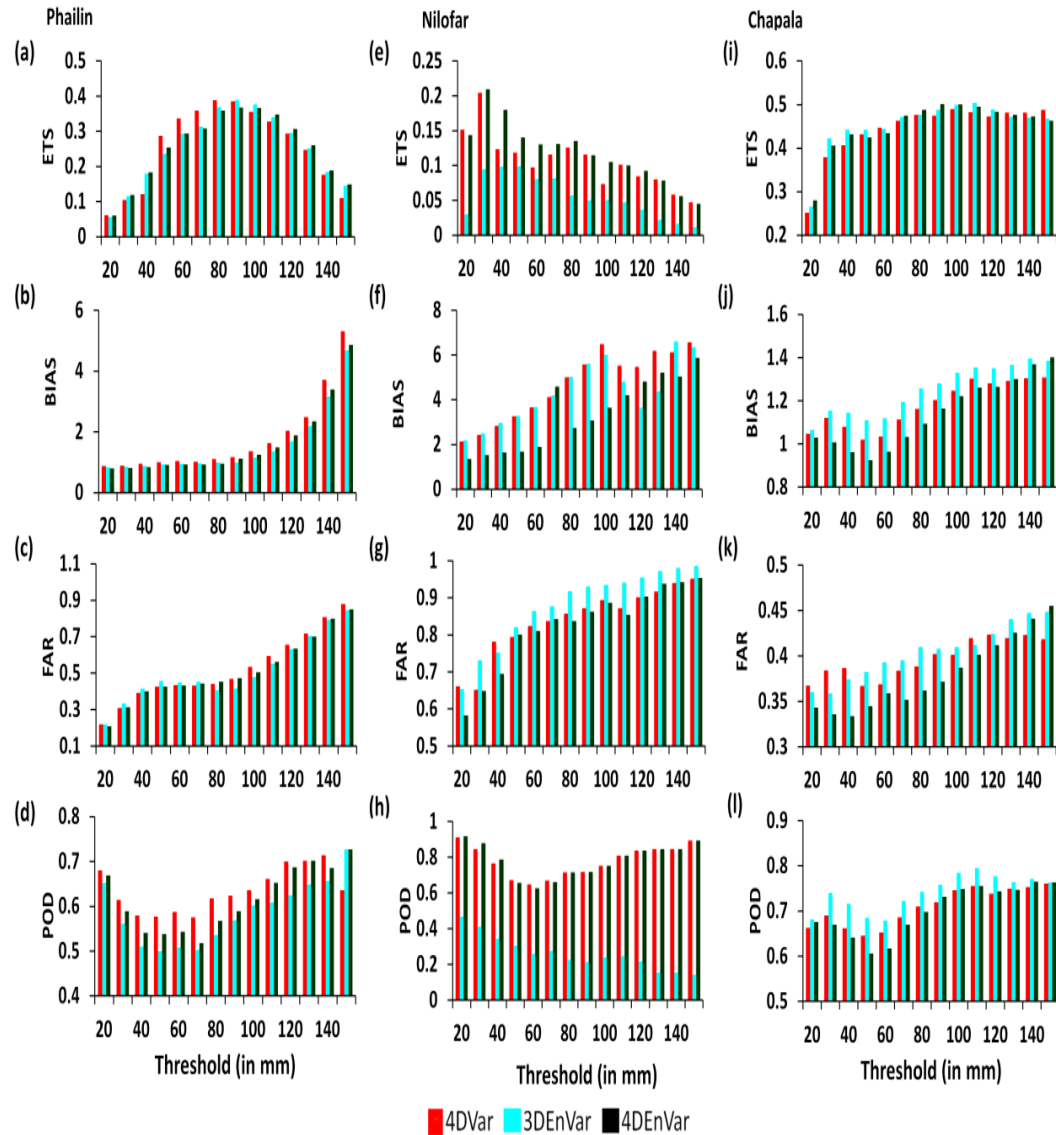 Phailin
Nilofar
Chapala
(a)
0.5
0.4
0.3
0.2
0.1
0
ETS
20 40 60 80 100 120 140
(e)
0.25
0.2
0.15
0.1
0.05
0
ETS
20 40 60 80 100 120 140
(i)
0.6
0.5
0.4
0.3
0.2
ETS
20 40 60 80 100 120 140
(b)
6
4
2
0
BIAS
20 40 60 80 100 120 140
(f)
8
6
4
2
0
BIAS
20 40 60 80 100 120 140
(j)
1.6
1.4
1.2
1
0.8
BIAS
20 40 60 80 100 120 140
(c)
1.1
0.9
0.7
0.5
0.3
0.1
FAR
20 40 60 80 100 120 140
(g)
1
0.9
0.8
0.7
0.6
0.5
FAR
20 40 60 80 100 120 140
(k)
0.5
0.45
0.4
0.35
0.3
FAR
20 40 60 80 100 120 140
(d)
0.8
0.7
0.6
0.5
0.4
POD
20 40 60 80 100 120 140
Threshold (in mm)
(h)
1
0.8
0.6
0.4
0.2
0
POD
20 40 60 80 100 120 140
Threshold (in mm)
(l)
0.9
0.8
0.7
0.6
0.5
POD
20 40 60 80 100 120 140
Threshold (in mm)
4DVar 3DEnVar 4DEnVar